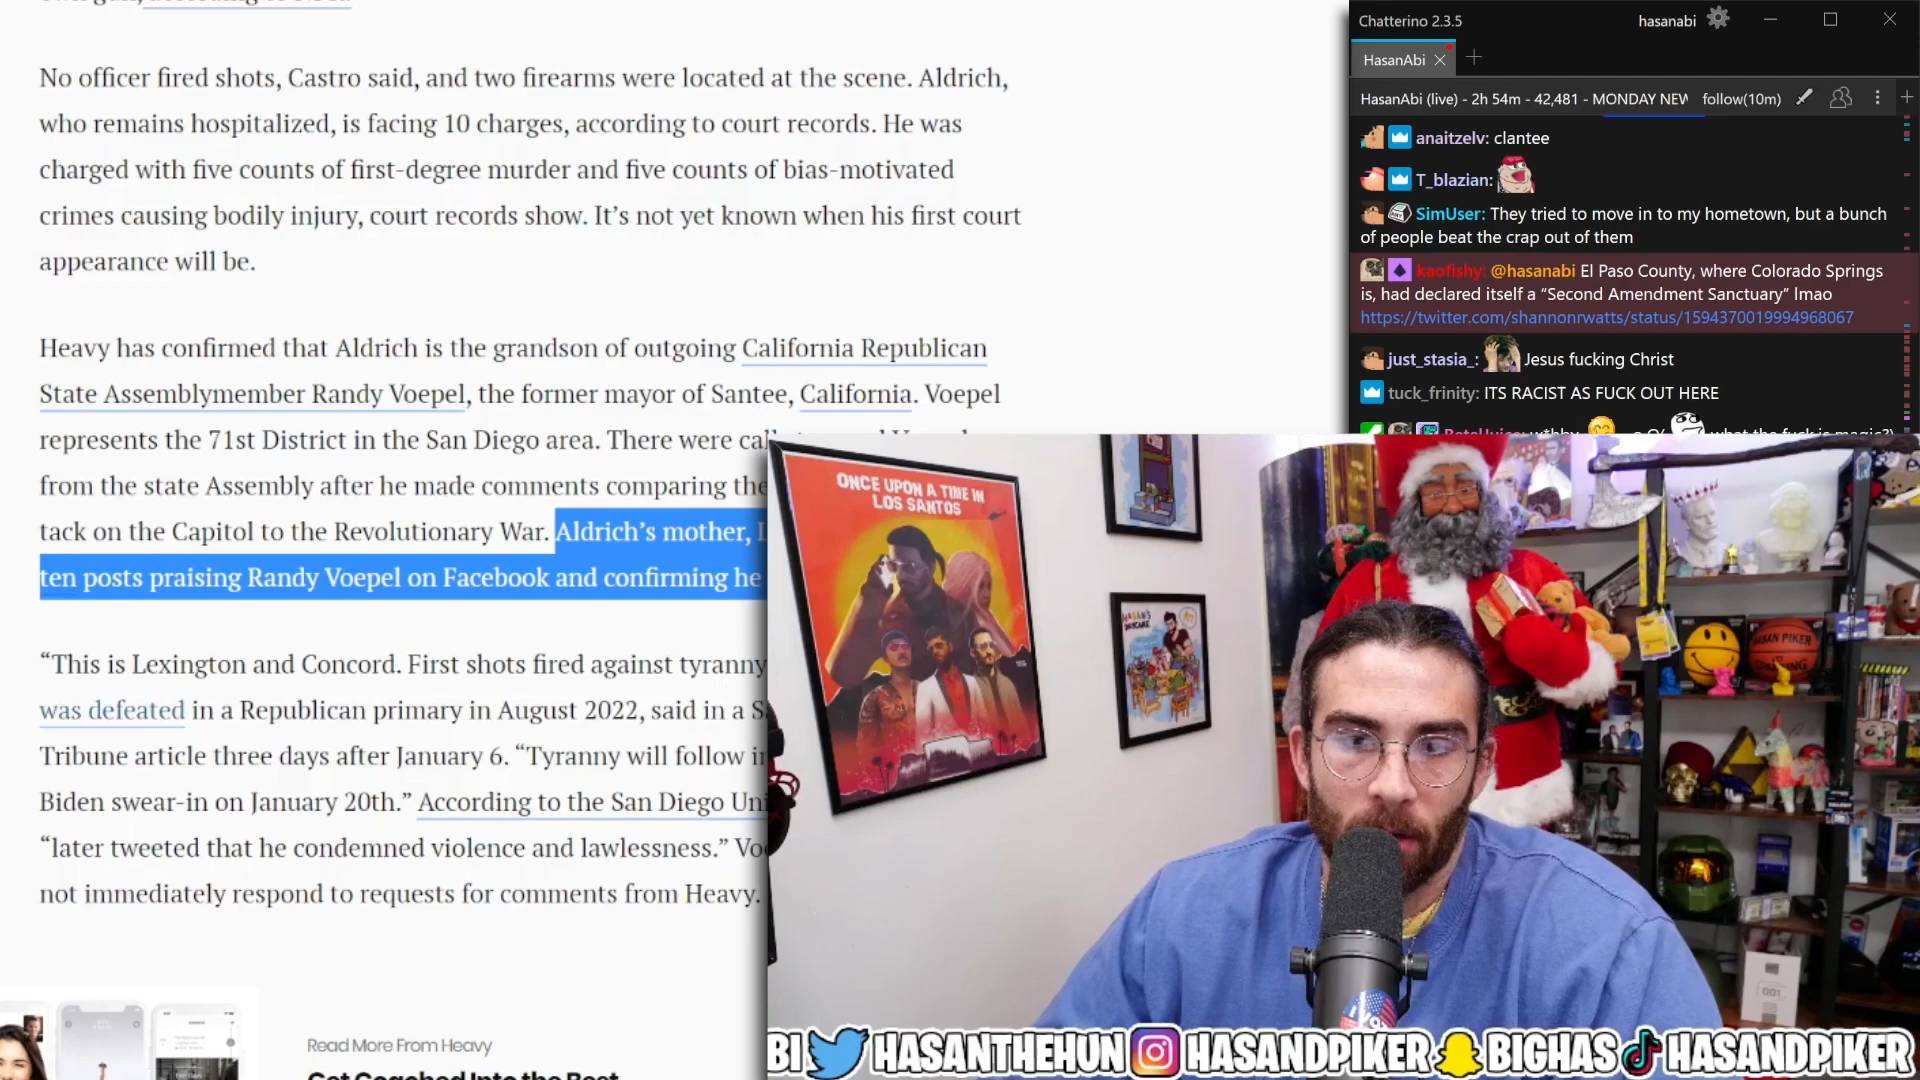 No officer fired shots, Castro said, and two firearms were located at the scene. Aldrich,
who remains hospitalized, is facing 10 charges, according to court records. He was
charged with five counts of first-degree murder and five counts of bias-motivated
crimes causing bodily injury, court records show. It’s not yet known when his first court
appearance will be.
Heavy has confirmed that Aldrich is the grandson of outgoing California Republican
State Assemblymember Randy Voepel, the former mayor of Santee, California. Voepel
represents the 71st District in the San Diego area. There were
from the state Assembly after he made comments comparing the
tack on the Capitol to the Revolutionary War. Aldrich’s mother,
ten posts praising Randy Voepel on Facebook and confirming he
“This is Lexington and Concord. First shots fired against tyranny
was defeated in a Republican primary in August 2022, said in a
Tribune article three days after January 6. “Tyranny will follow
Biden swear-in on January 20th.” According to the San Diego
“later tweeted that he condemned violence and lawlessness.”
not immediately respond to requests for comments from Heavy.
Read More From Heavy
Get Coached Into the Best
Chatterino 2.3.5
hasanabi
HasanAbi
HasanAbi (live) - 2h 54m - 42,481 - MONDAY NEW follow(10m)
anaitzelv: clantee
T_blazian:
SimUser: They tried to move in to my hometown, but a bunch
of people beat the crap out of them
kaofishy: @hasanabi El Paso County, where Colorado Springs
is, had declared itself a “Second Amendment Sanctuary” lmao
https://twitter.com/shannonrwatts/status/1594370019994968067
just_stasia_: Jesus fucking Christ
tuck_frinity: ITS RACIST AS FUCK OUT HERE
what the fuck is magic?)
ONCE UPON A TIME IN
LOS SANTOS
HASAN PIKER
BI HASANTHEHUN HASANDPIKER BIGHAS HASANDPIKER